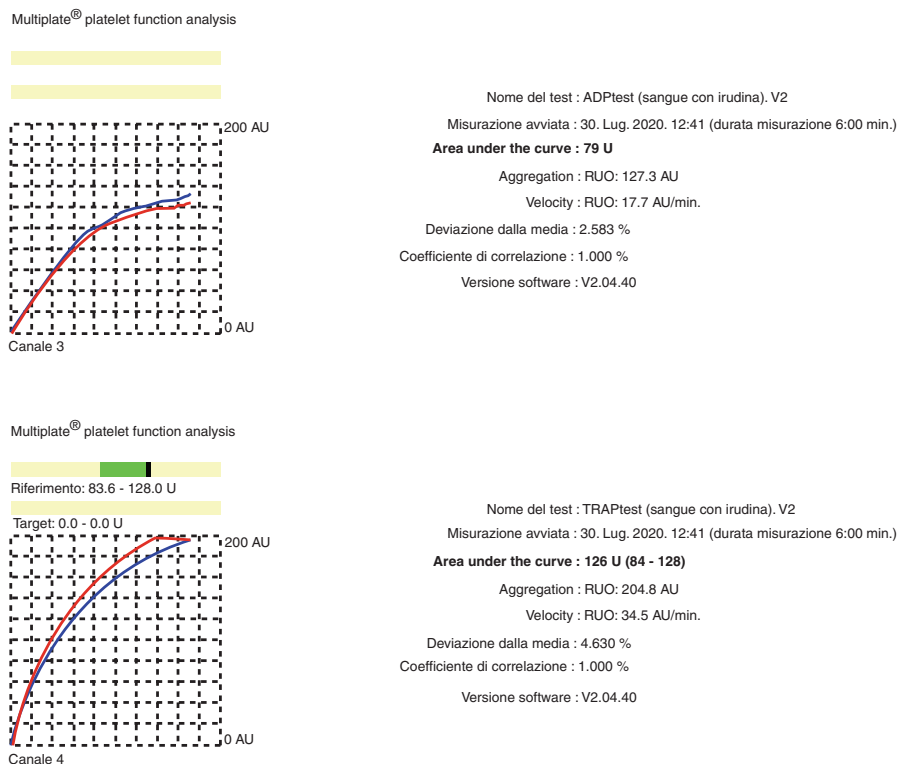 Multiplate® platelet function analysis
200 AU
0 AU
Canale 3
Nome del test : ADPtest (sangue con irudina). V2
Misurazione avviata : 30. Lug. 2020. 12:41 (durata misurazione 6:00 min.)
Area under the curve : 79 U
Aggregation : RUO: 127.3 AU
Velocity : RUO: 17.7 AU/min.
Deviazione dalla media : 2.583 %
Coefficiente di correlazione : 1.000 %
Versione software : V2.04.40
Multiplate® platelet function analysis
Riferimento: 83.6 - 128.0 U
Target: 0.0 - 0.0 U
200 AU
0 AU
Canale 4
Nome del test : TRAPtest (sangue con irudina). V2
Misurazione avviata : 30. Lug. 2020. 12:41 (durata misurazione 6:00 min.)
Area under the curve : 126 U (84 - 128)
Aggregation : RUO: 204.8 AU
Velocity : RUO: 34.5 AU/min.
Deviazione dalla media : 4.630 %
Coefficiente di correlazione : 1.000 %
Versione software : V2.04.40